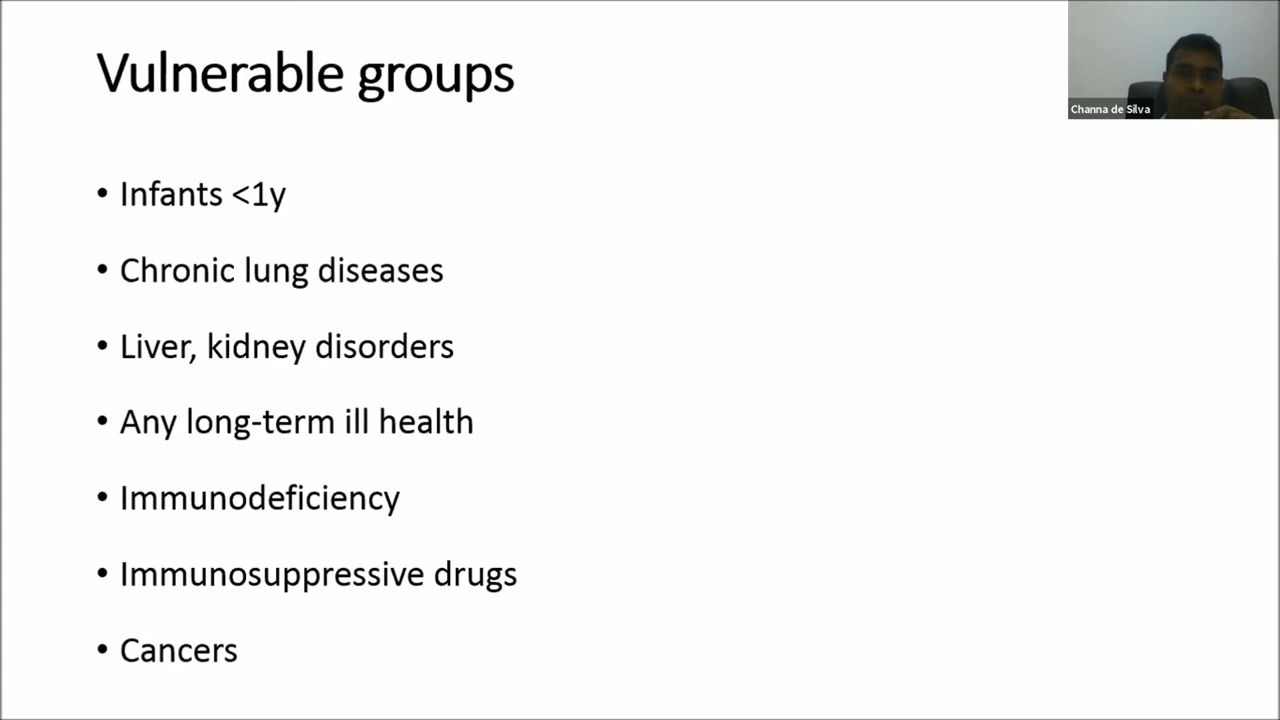 Vulnerable groups
Channa de Silva
• Infants <1y
• Chronic lung diseases
• Liver, kidney disorders
• Any long-term ill health
• Immunodeficiency
• Immunosuppressive drugs
• Cancers